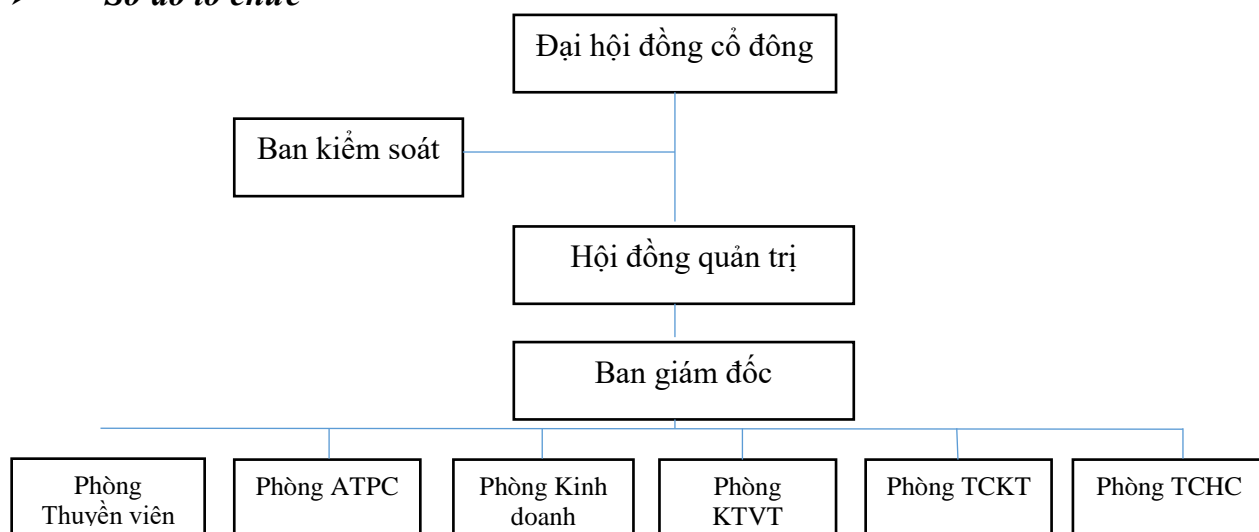 Sơ đồ tổ chức
Đại hội đồng cổ đông
Ban kiểm soát
Hội đồng quản trị
Ban giám đốc
Phòng
Thuyền viên
Phòng ATPC
Phòng Kinh
doanh
Phòng
KTVT
Phòng TCKT
Phòng TCHC